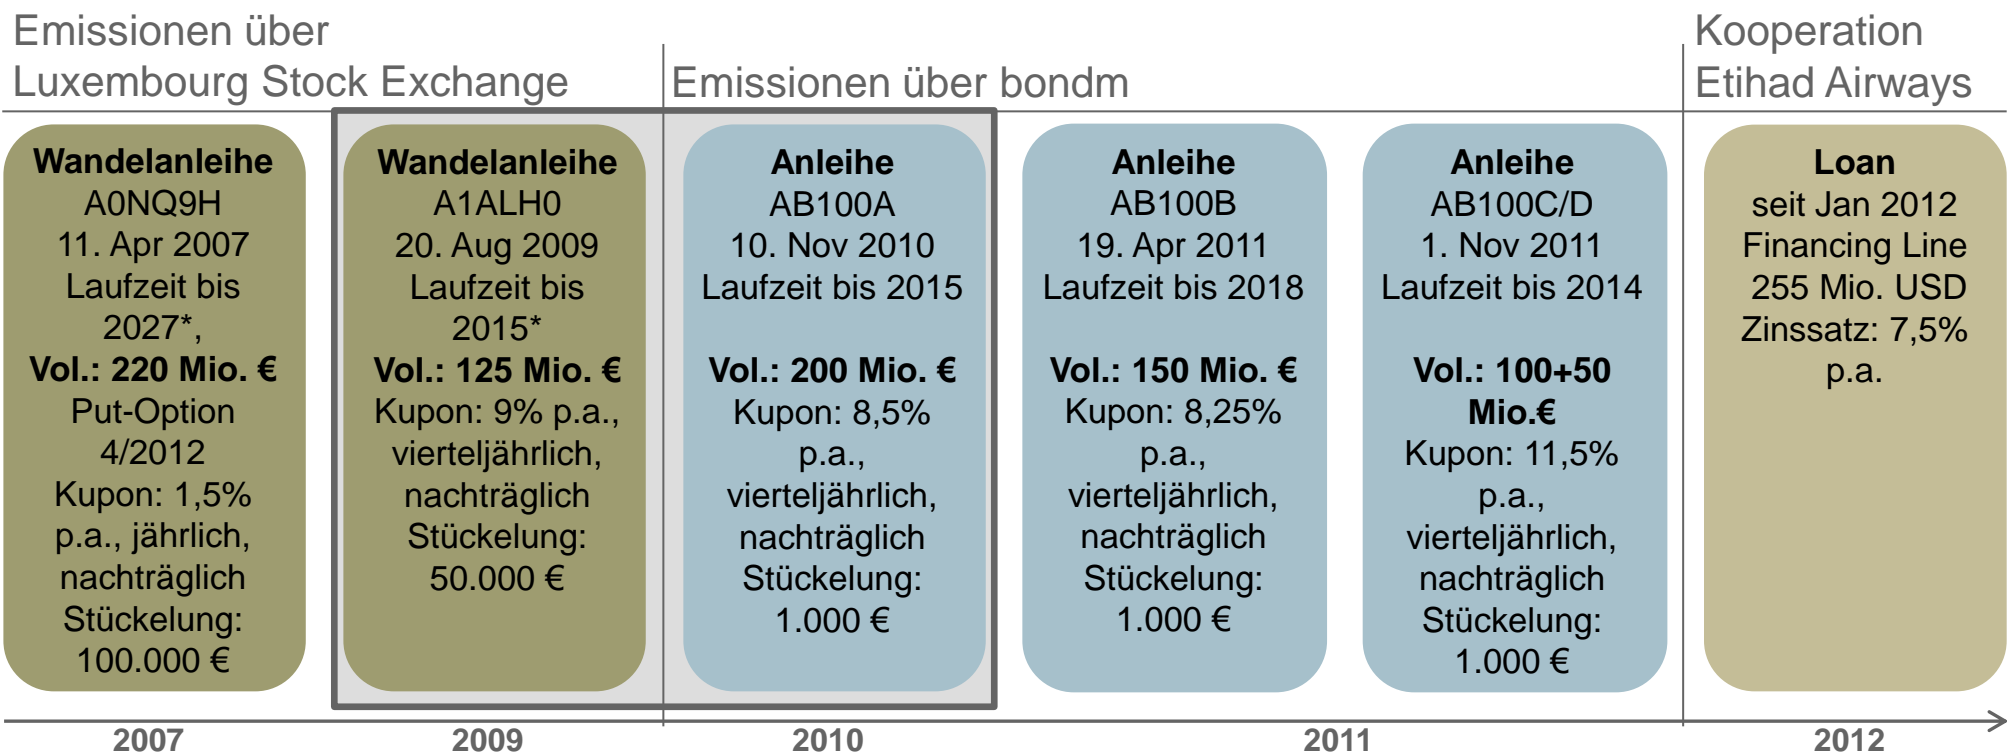 Emissionen über
Luxembourg Stock Exchange
Emissionen über bondm
Kooperation
Etihad Airways
Wandelanleihe
A0NQ9H
11. Apr 2007
Laufzeit bis
2027*,
Vol.: 220 Mio. €
Put-Option
4/2012
Kupon: 1,5%
p.a., jährlich,
nachträglich
Stückelung:
100.000 €
Wandelanleihe
A1ALH0
20. Aug 2009
Laufzeit bis
2015*
Vol.: 125 Mio. €
Kupon: 9% p.a.,
vierteljährlich,
nachträglich
Stückelung:
50.000 €
Anleihe
AB100A
10. Nov 2010
Laufzeit bis 2015
Vol.: 200 Mio. €
Kupon: 8,5%
p.a.,
vierteljährlich,
nachträglich
Stückelung:
1.000 €
Anleihe
AB100B
19. Apr 2011
Laufzeit bis 2018
Vol.: 150 Mio. €
Kupon: 8,25%
p.a.,
vierteljährlich,
nachträglich
Stückelung:
1.000 €
Anleihe
AB100C/D
1. Nov 2011
Laufzeit bis 2014
Vol.: 100+50
Mio.€
Kupon: 11,5%
p.a.,
vierteljährlich,
nachträglich
Stückelung:
1.000 €
Loan
seit Jan 2012
Financing Line
255 Mio. USD
Zinssatz: 7,5%
p.a.
2007
2009
2010
2011
2012